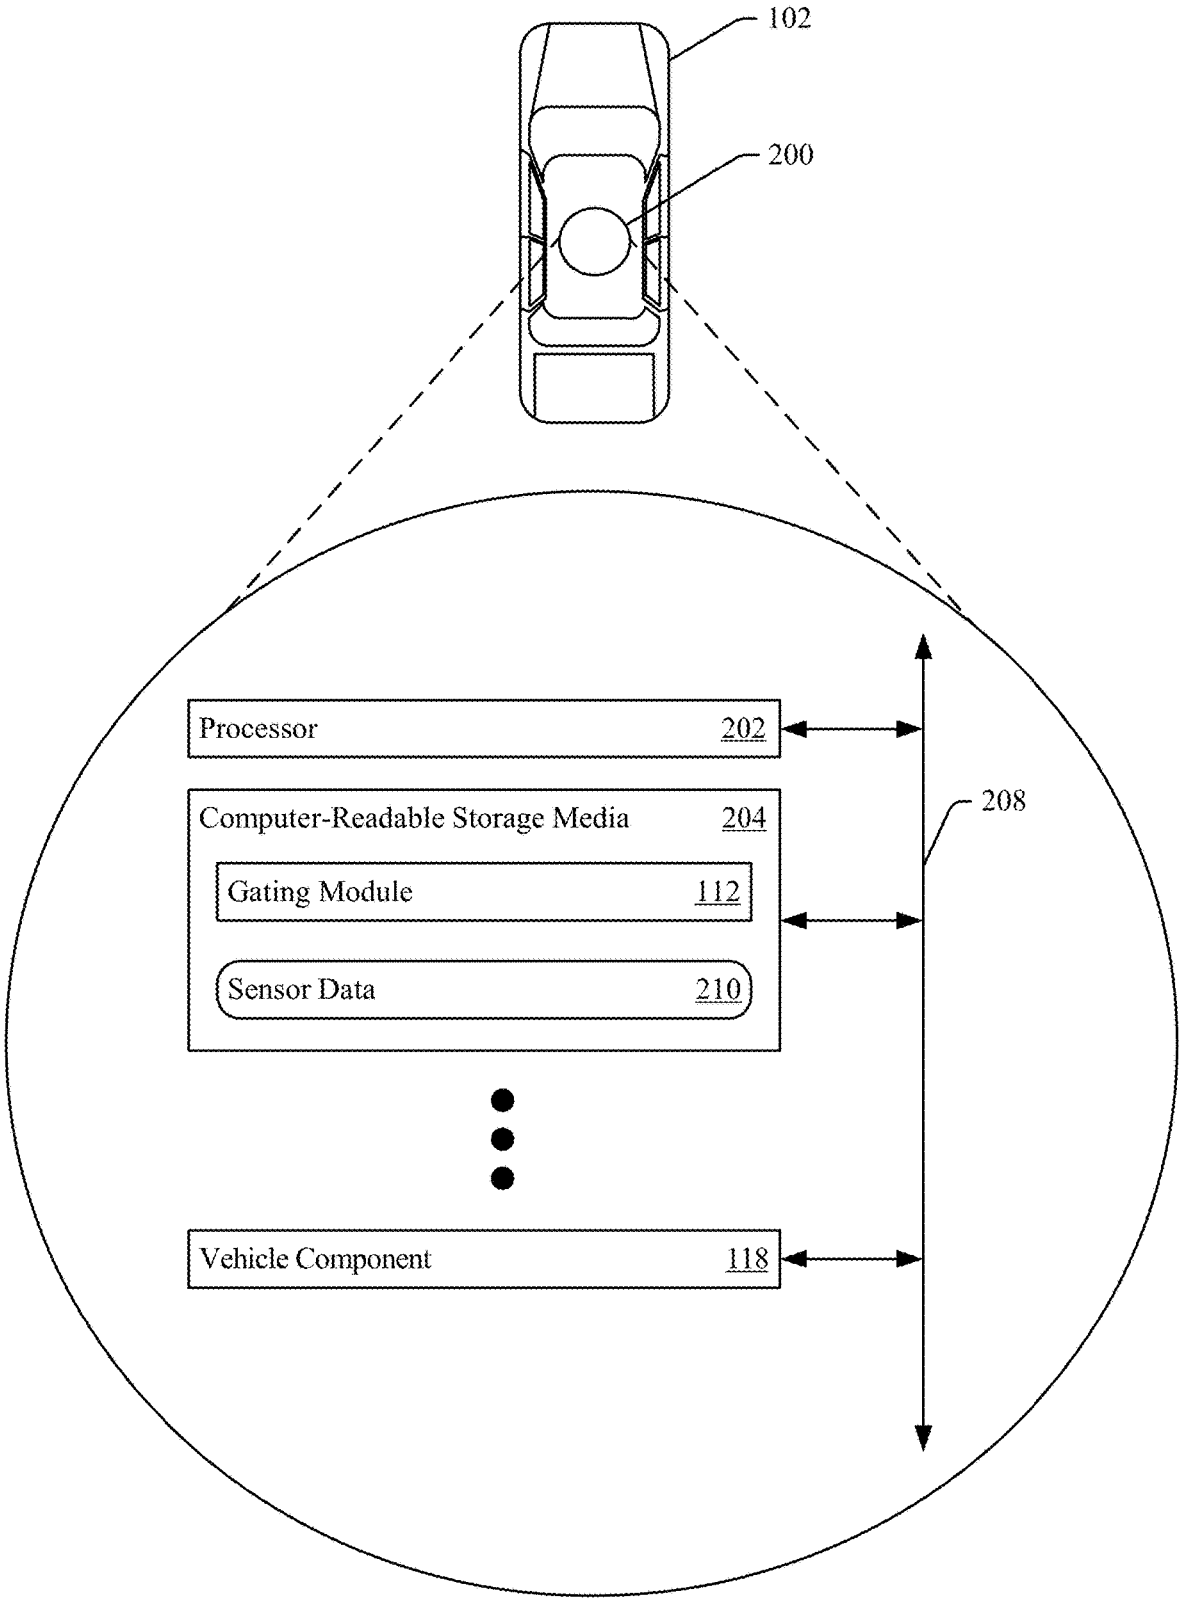 102
200
Processor 202
Computer-Readable Storage Media 204
208
Gating Module 112
Sensor Data 210
Vehicle Component 118